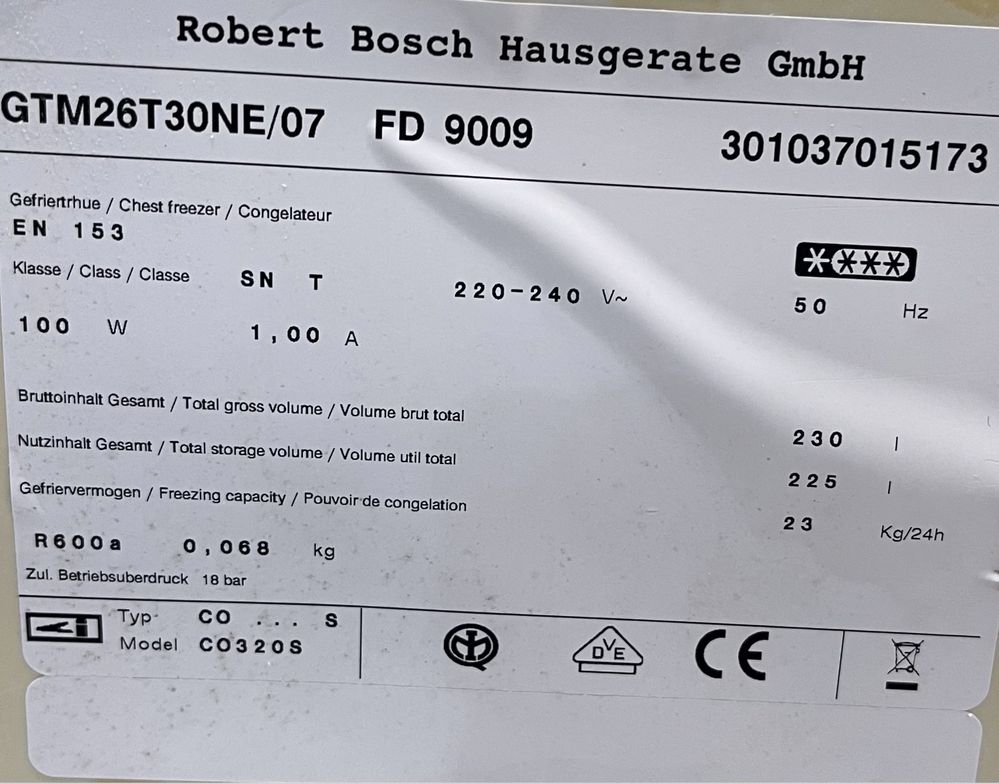 Robert Bosch Hausgerate GmbH
GTM26T30NE/07 FD 9009 301037015173
Gefriertrhue / Chest freezer / Congelateur
EN 153
Klasse / Class / Classe SN T 220-240 V~ 50 Hz
100 W 1,00 A
Bruttoinhalt Gesamt / Total gross volume / Volume brut total 230 l
Nutzinhalt Gesamt / Total storage volume / Volume util total 225 l
Gefriervermogen / Freezing capacity / Pouvoir de congelation 23 Kg/24h
R600a 0,068 kg
Zul. Betriebsuberdruck 18 bar
Typ CO ... S
Model CO320S
DVE CE